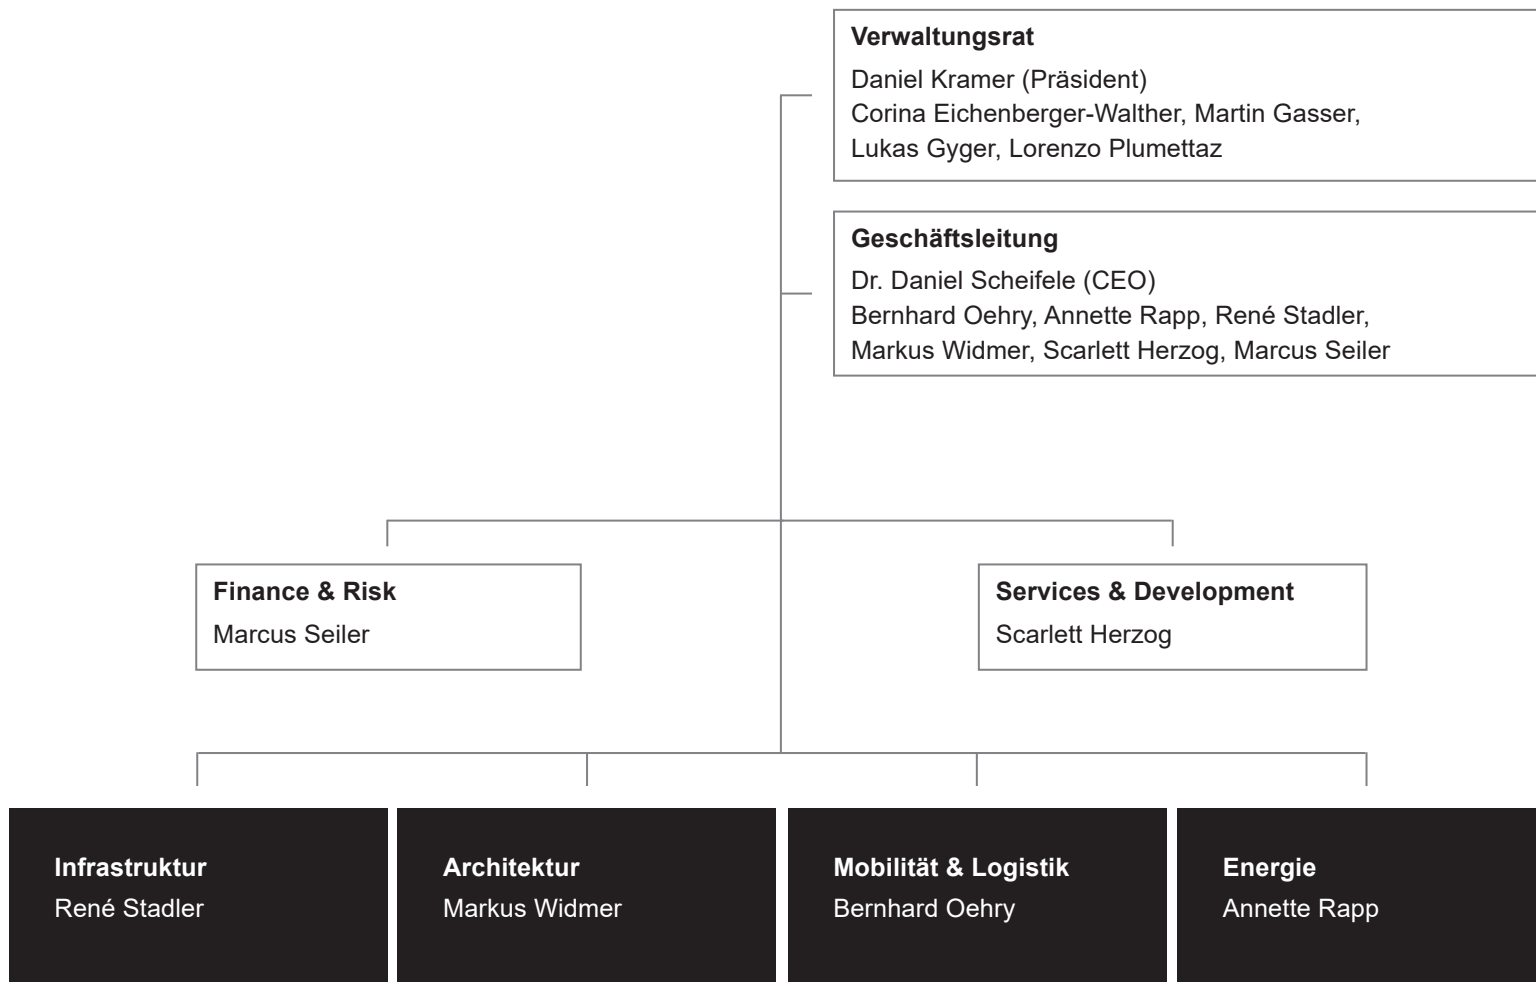 Verwaltungsrat
Daniel Kramer (Präsident)
Corina Eichenberger-Walther, Martin Gasser,
Lukas Gyger, Lorenzo Plumettaz
Geschäftsleitung
Dr. Daniel Scheifele (CEO)
Bernhard Oehry, Annette Rapp, René Stadler,
Markus Widmer, Scarlett Herzog, Marcus Seiler
Finance & Risk
Marcus Seiler
Services & Development
Scarlett Herzog
Infrastruktur
René Stadler
Architektur
Markus Widmer
Mobilität & Logistik
Bernhard Oehry
Energie
Annette Rapp